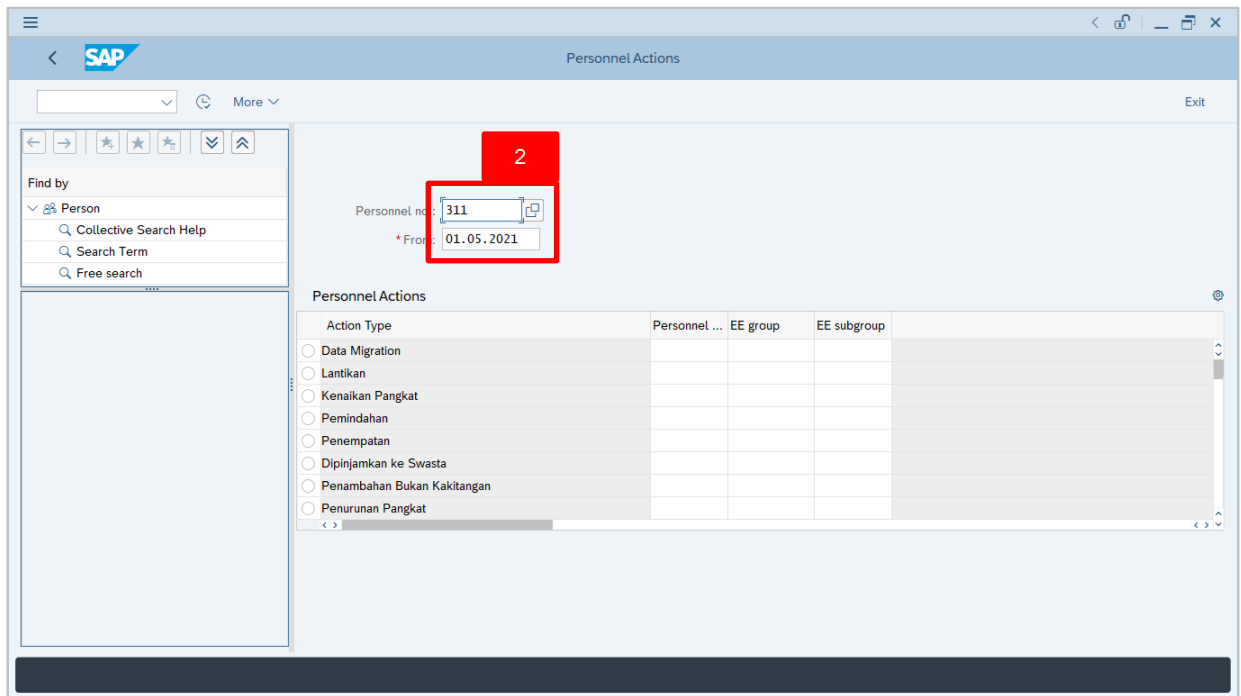 SAP
Personnel Actions
More
Exit
2
Find by
Person
Collective Search Help
Search Term
Free search
Personnel no.: 311
*From: 01.05.2021
Personnel Actions
Action Type Personnel ... EE group EE subgroup
Data Migration
Lantikan
Kenaikan Pangkat
Pemindahan
Penempatan
Dipinjamkan ke Swasta
Penambahan Bukan Kakitangan
Penurunan Pangkat